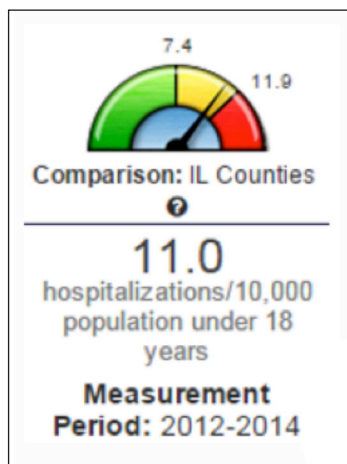 7.4
11.9
Comparison: IL Counties
?
11.0
hospitalizations/10,000
population under 18
years
Measurement
Period: 2012-2014